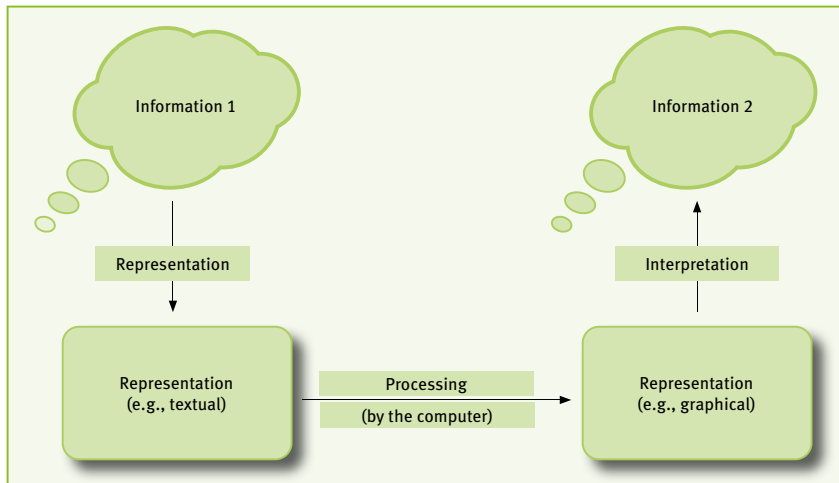 Information 1
Information 2
Representation
Interpretation
Representation
(e.g., textual)
Processing
(by the computer)
Representation
(e.g., graphical)